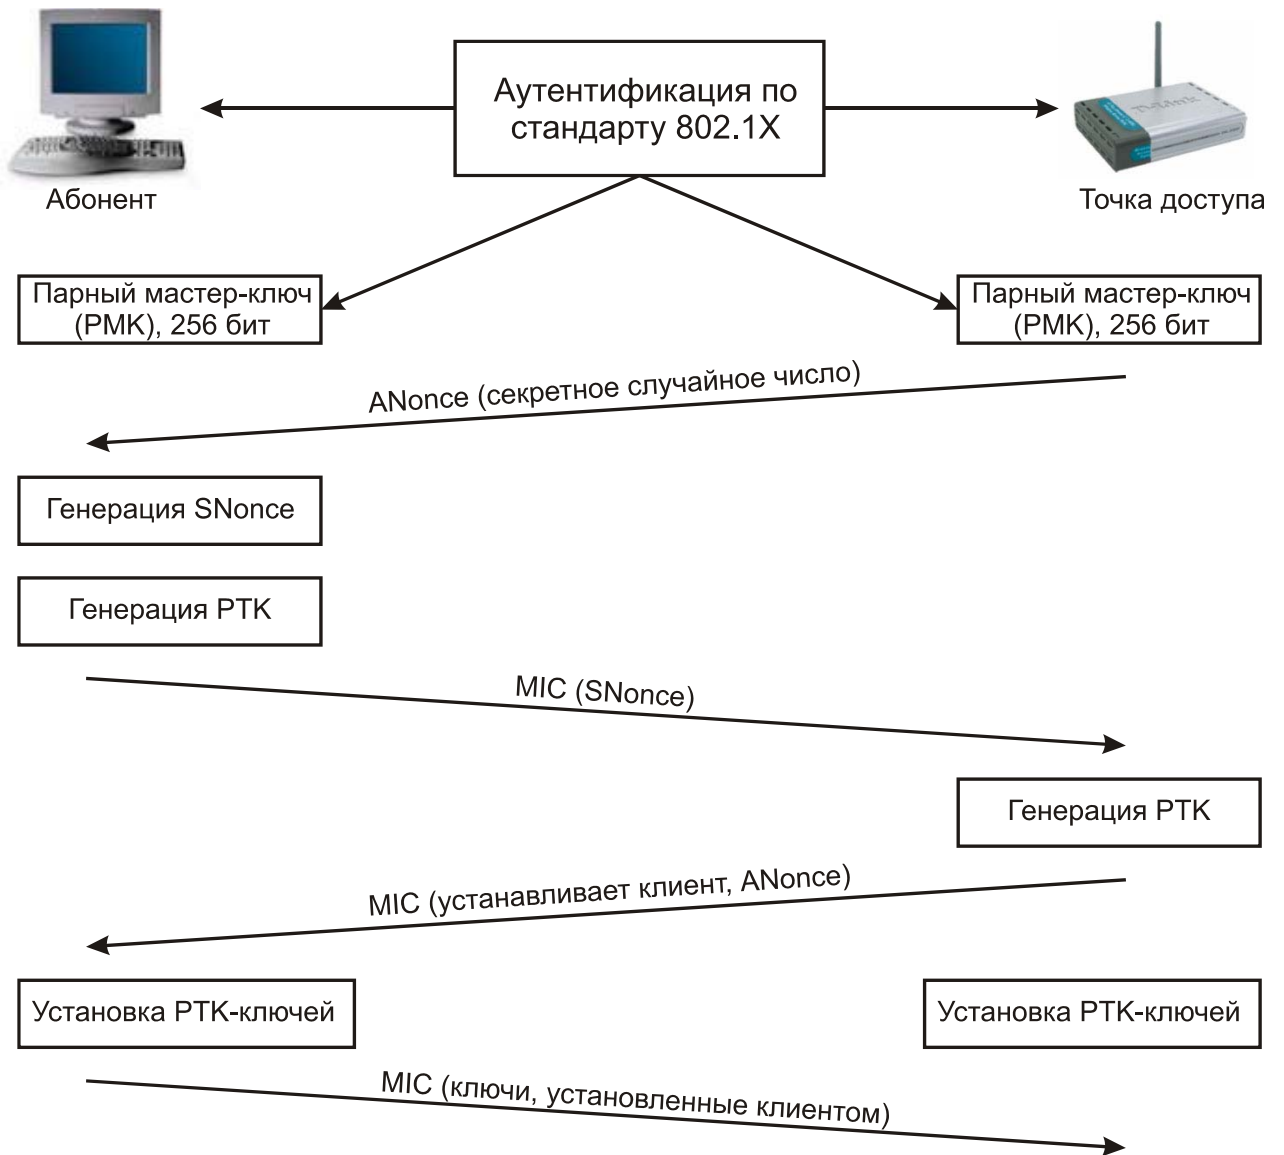 Аутентификация по
стандарту 802.1X
D-Link
Абонент
Точка доступа
Парный мастер-ключ
(PMK), 256 бит
Парный мастер-ключ
(PMK), 256 бит
ANonce (секретное случайное число)
Генерация SNonce
Генерация PTK
MIC (SNonce)
Генерация PTK
MIC (устанавливает клиент, ANonce)
Установка PTK-ключей
Установка PTK-ключей
MIC (ключи, установленные клиентом)